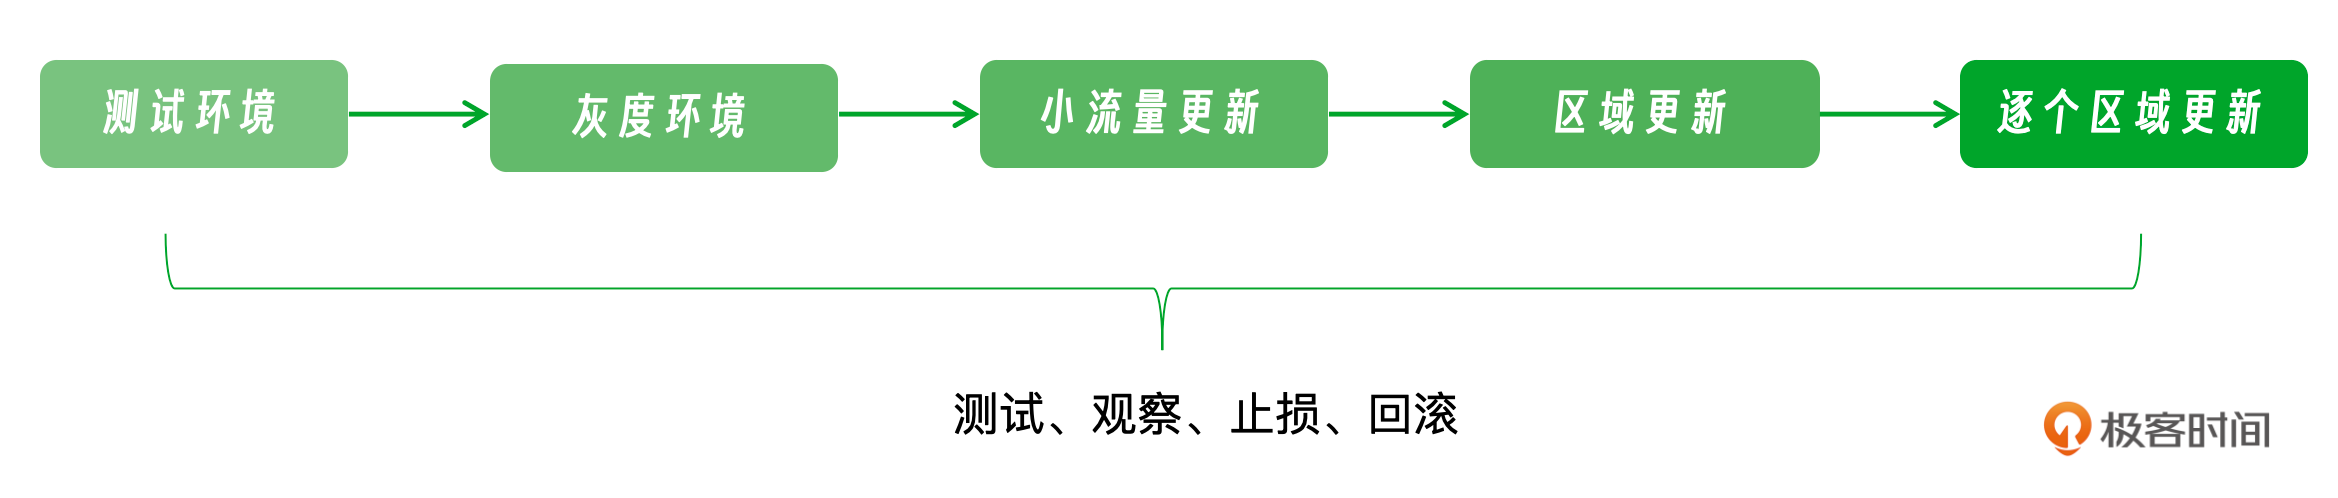 测试环境
灰度环境
小流量更新
区域更新
逐个区域更新
测试、观察、止损、回滚
极客时间